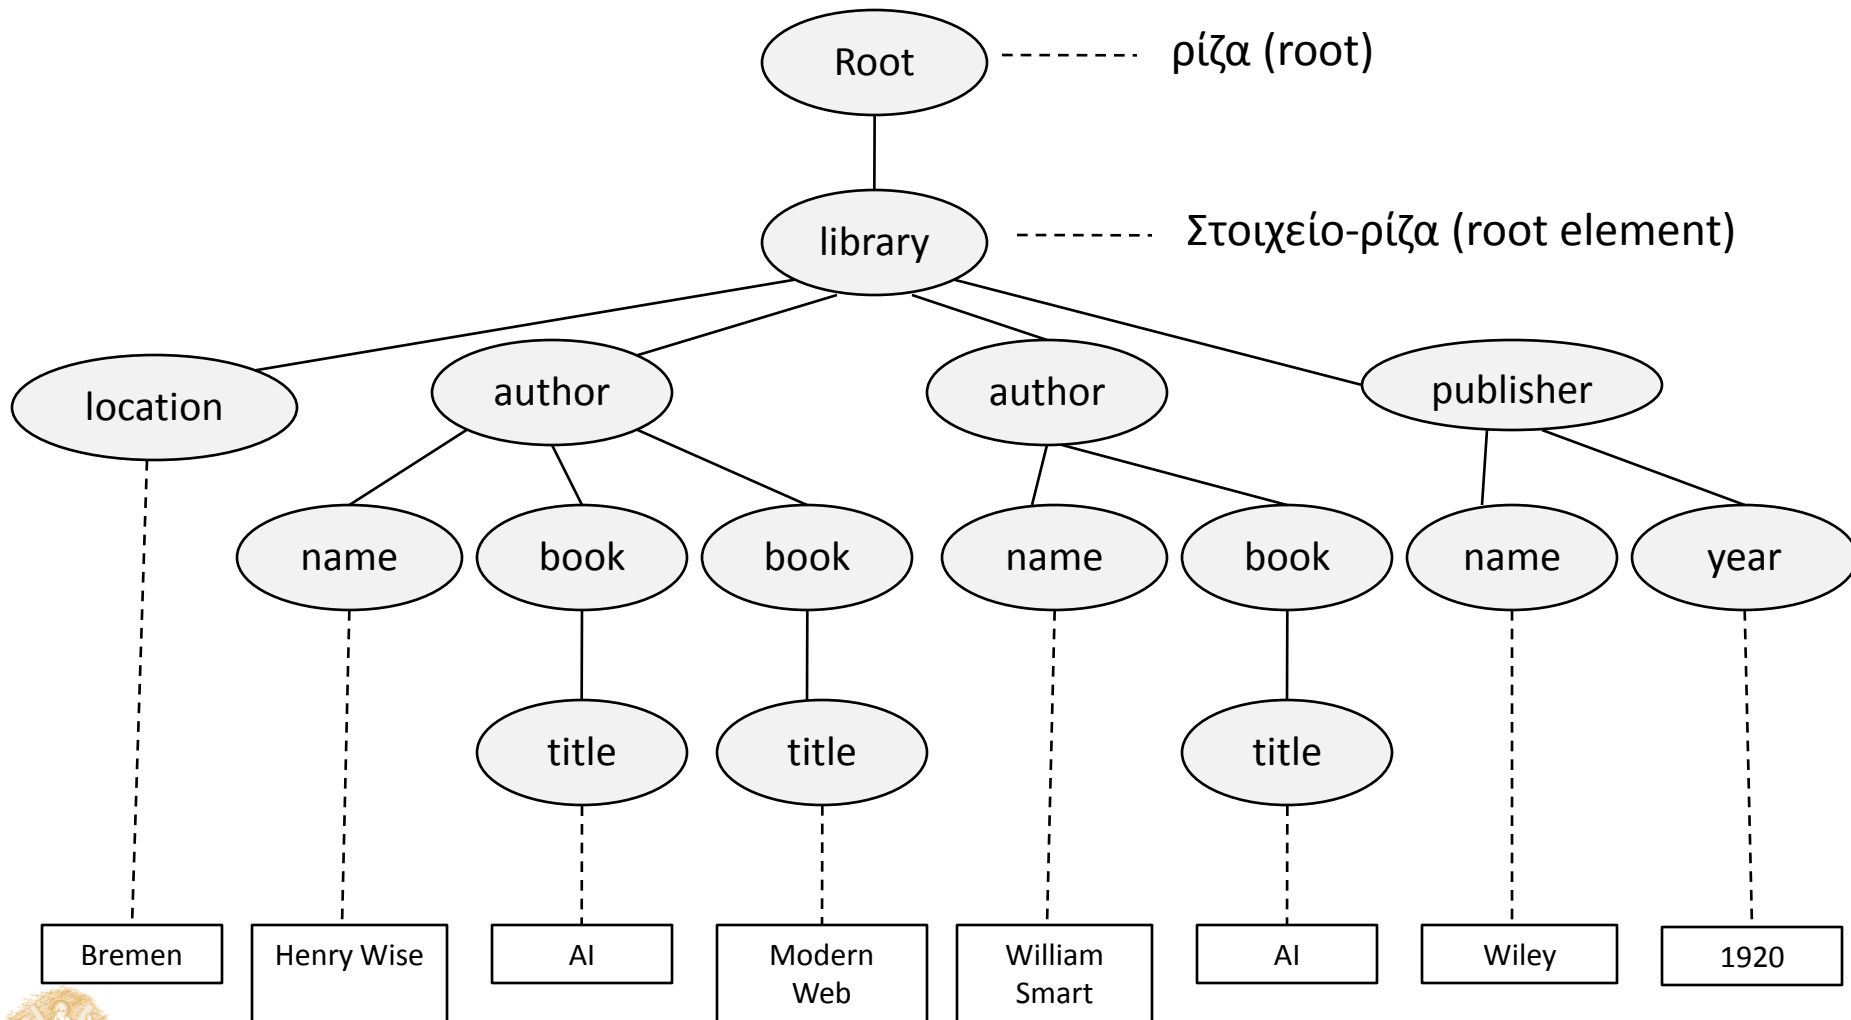 Root
ρίζα (root)
library
Στοιχείο-ρίζα (root element)
location
author
author
publisher
name
book
book
name
book
name
year
title
title
title
Bremen
Henry Wise
AI
Modern
Web
William
Smart
AI
Wiley
1920